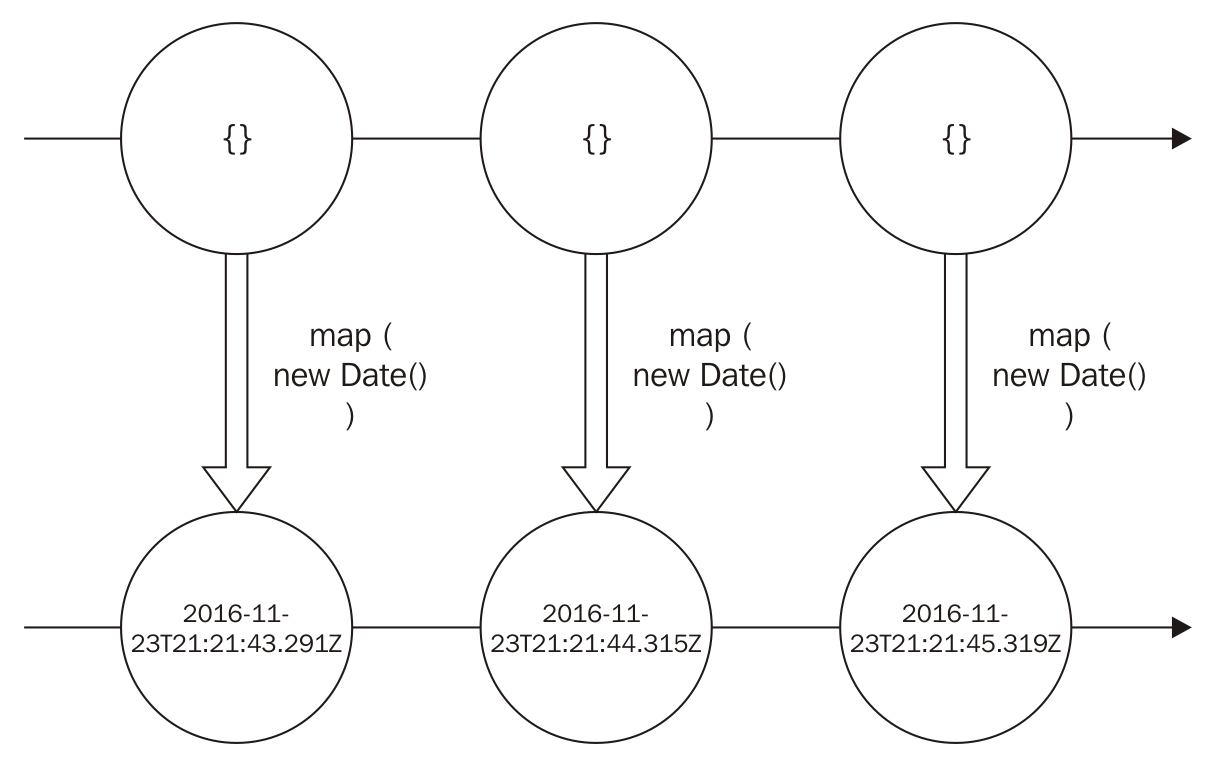 {}
{}
{}
map (
new Date()
)
map (
new Date()
)
map (
new Date()
)
2016-11-
23T21:21:43.291Z
2016-11-
23T21:21:44.315Z
2016-11-
23T21:21:45.319Z